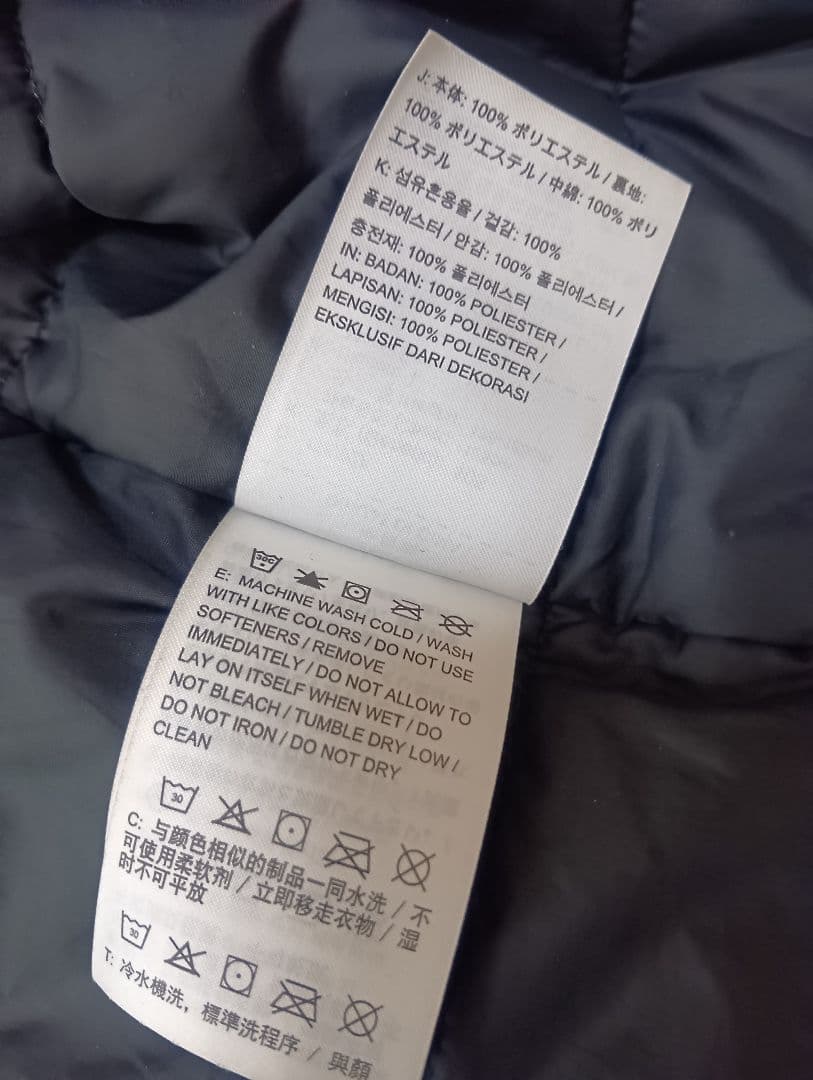 J: 本体: 100% ポリエステル / 裏地:
100% ポリエステル / 中綿: 100% ポリ
エステル
K: 섬유혼용율 / 겉감: 100%
폴리에스터 / 안감: 100% 폴리에스터 /
충전재: 100% 폴리에스터
IN: BADAN: 100% POLIESTER /
LAPISAN: 100% POLIESTER /
MENGISI: 100% POLIESTER /
EKSKLUSIF DARI DEKORASI
30C
E: MACHINE WASH COLD / WASH
WITH LIKE COLORS / DO NOT USE
SOFTENERS / REMOVE
IMMEDIATELY / DO NOT ALLOW TO
LAY ON ITSELF WHEN WET / DO
NOT BLEACH / TUMBLE DRY LOW /
DO NOT IRON / DO NOT DRY
CLEAN
30
C: 与颜色相似的制品一同水洗 / 不
可使用柔软剂 / 立即移走衣物 / 湿
时不可平放
30
T: 冷水機洗，標準洗程序 / 與顏